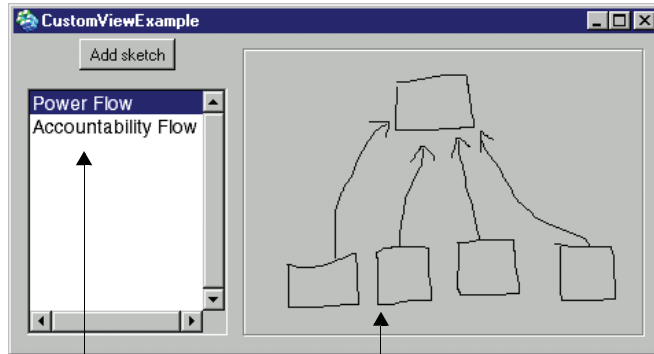 CustomViewExample
Add sketch
Power Flow
Accountability Flow